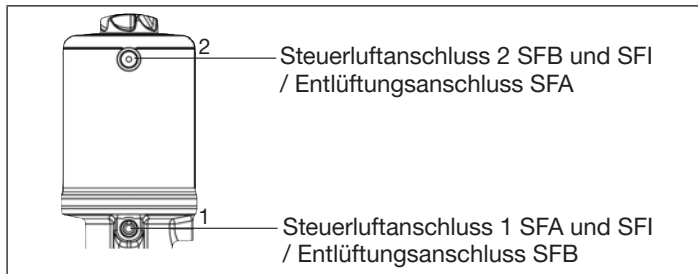 2
Steuerluftanschluss 2 SFB und SFI
/ Entlüftungsanschluss SFA
1
Steuerluftanschluss 1 SFA und SFI
/ Entlüftungsanschluss SFB